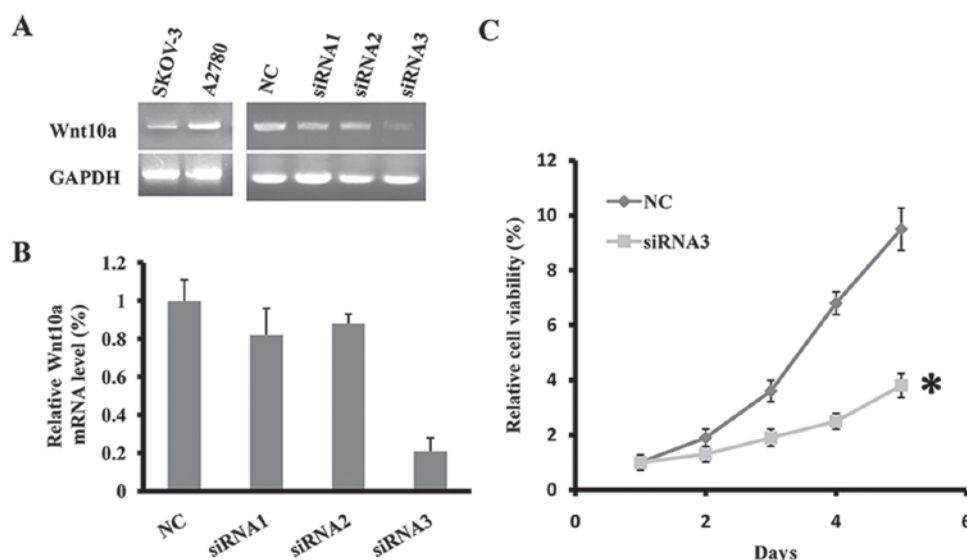 A
SKOV-3
A2780
NC
siRNA1
siRNA2
siRNA3
Wnt10a
GAPDH
B
Relative Wnt10a
mRNA level (%)
1.2
1
0.8
0.6
0.4
0.2
0
NC
siRNA1
siRNA2
siRNA3
C
Relative cell viability (%)
12
10
8
6
4
2
0
NC
siRNA3
*
0
2
4
6
Days